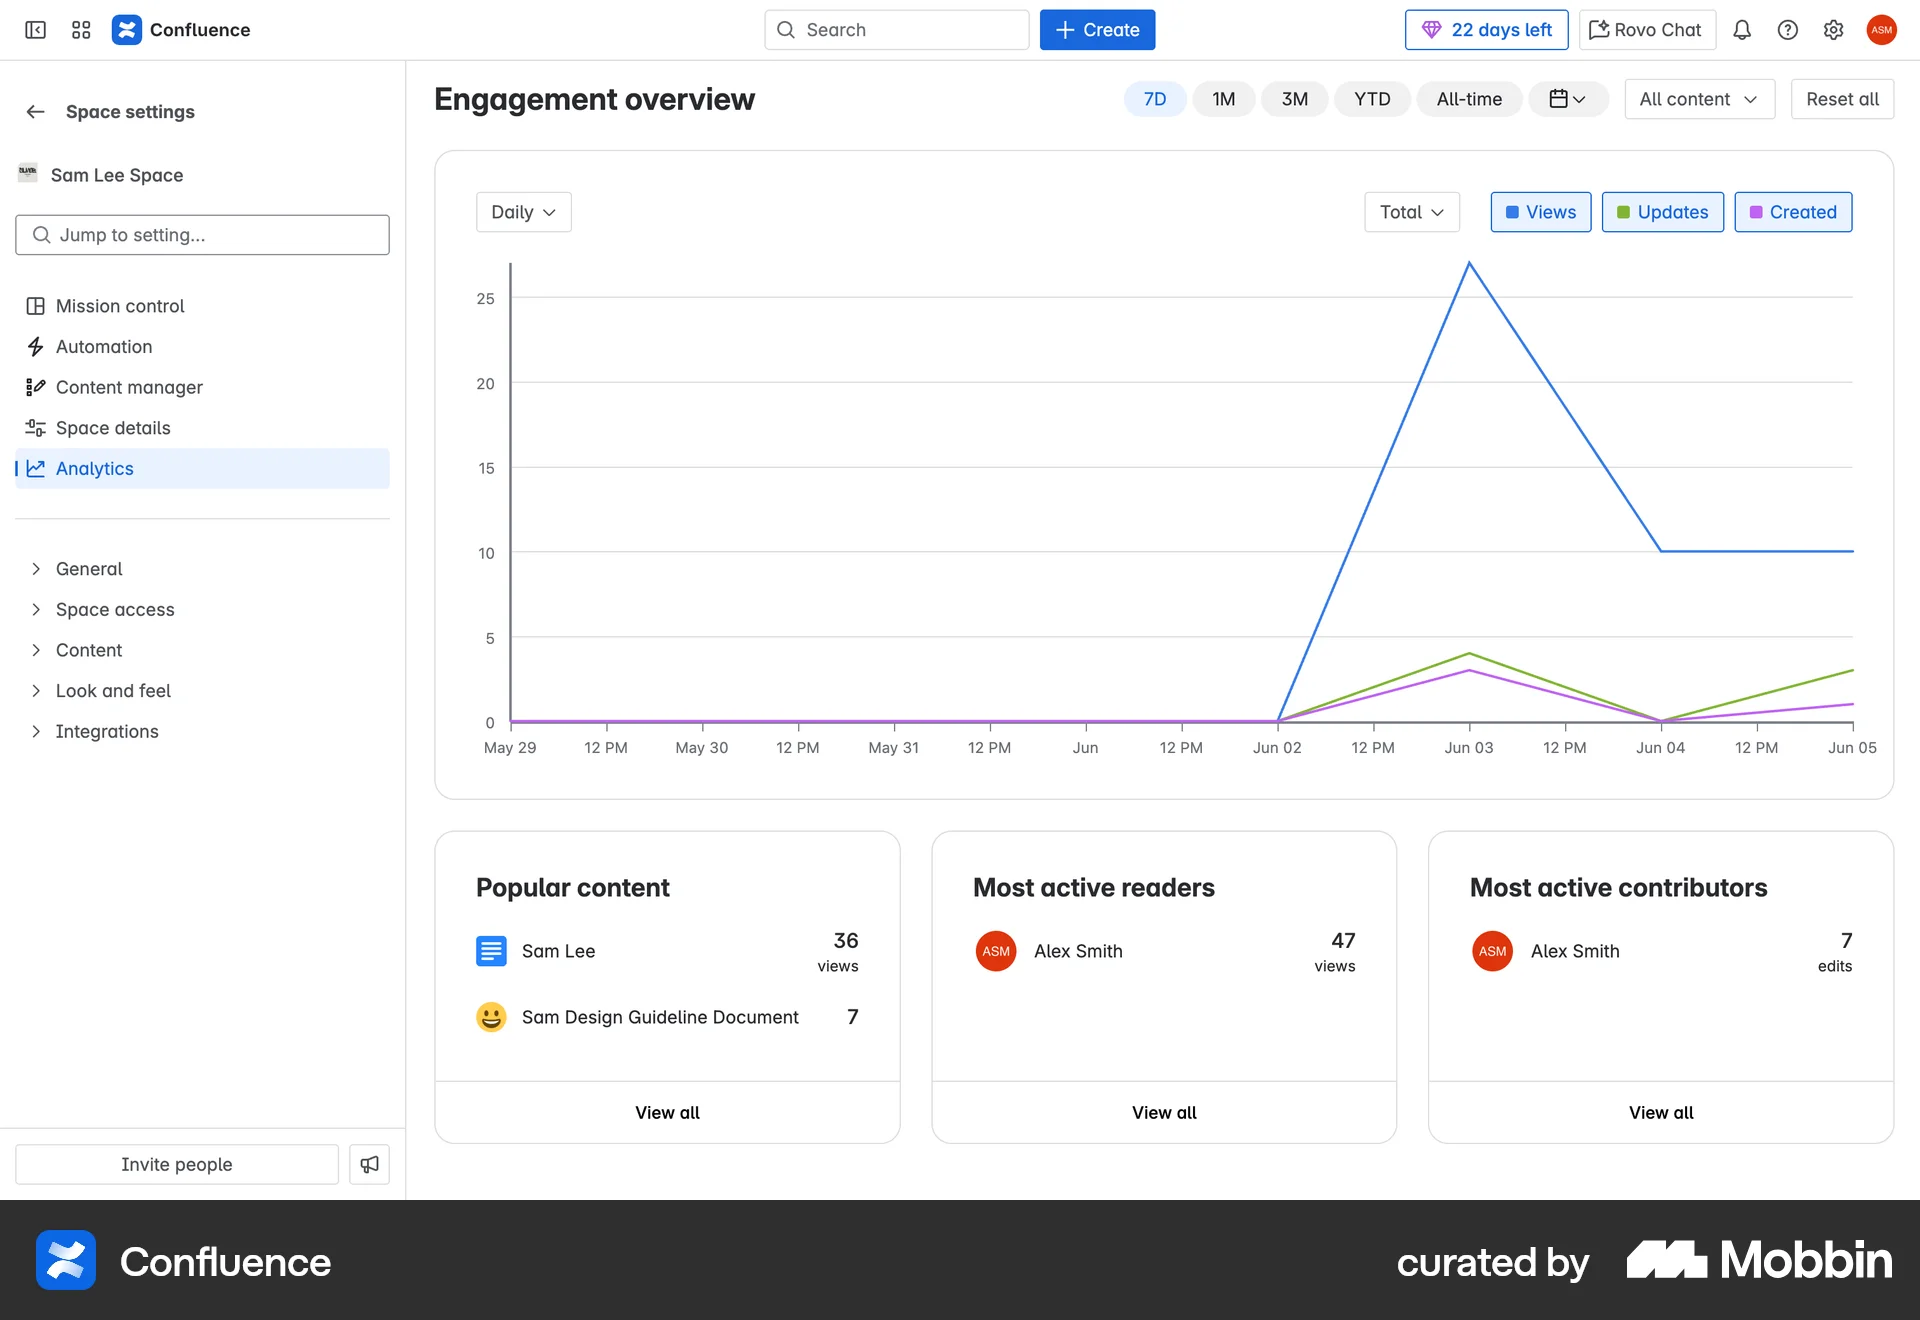 Confluence
Search
Create
22 days left
Rovo Chat
ASM
Space settings
Sam Lee Space
Jump to setting...
Mission control
Automation
Content manager
Space details
Analytics
General
Space access
Content
Look and feel
Integrations
Invite people
Engagement overview
7D
1M
3M
YTD
All-time
All content
Reset all
Daily
Total
Views
Updates
Created
25
20
15
10
5
0
May 29
12 PM
May 30
12 PM
May 31
12 PM
Jun
12 PM
Jun 02
12 PM
Jun 03
12 PM
Jun 04
12 PM
Jun 05
Popular content
Sam Lee
36
views
Sam Design Guideline Document
7
View all
Most active readers
ASM
Alex Smith
47
views
View all
Most active contributors
ASM
Alex Smith
7
edits
View all
Confluence
curated by
Mobbin